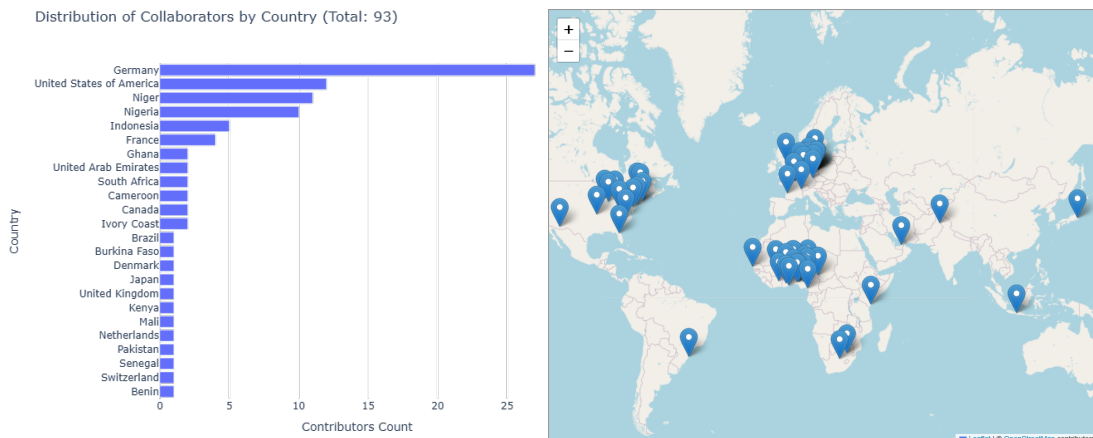 Distribution of Collaborators by Country (Total: 93)
Country
Germany
United States of America
Niger
Nigeria
Indonesia
France
Ghana
United Arab Emirates
South Africa
Cameroon
Canada
Ivory Coast
Brazil
Burkina Faso
Denmark
Japan
United Kingdom
Kenya
Mali
Netherlands
Pakistan
Senegal
Switzerland
Benin
0 5 10 15 20 25
Contributors Count
+
−
Leaflet | © OpenStreetMap contributors